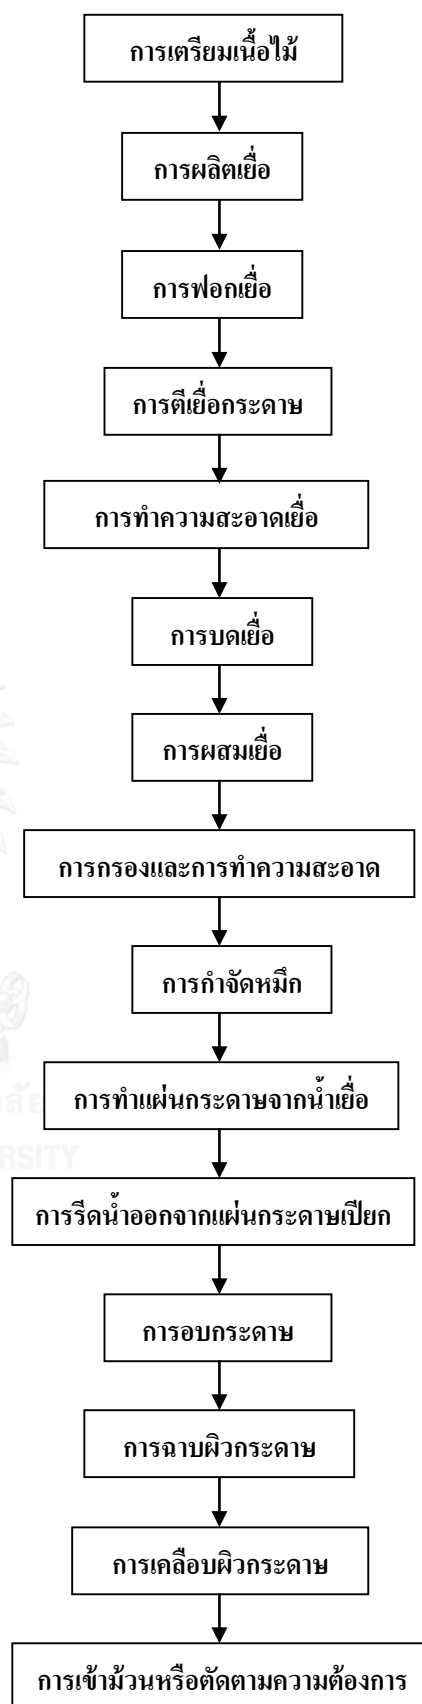 การเตรียมเนื้อไม้
การผลิตเยื่อ
การฟอกเยื่อ
การตีเยื่อกระดาษ
การทำความสะอาดเยื่อ
การบดเยื่อ
การผสมเยื่อ
การกรองและการทำความสะอาด
การกำจัดหมึก
การทำแผ่นกระดาษจากน้ำเยื่อ
RSITY
การรีดน้ำออกจากแผ่นกระดาษเปียก
การอบกระดาษ
การฉาบผิวกระดาษ
การเคลือบผิวกระดาษ
การเข้าม้วนหรือตัดตามความต้องการ